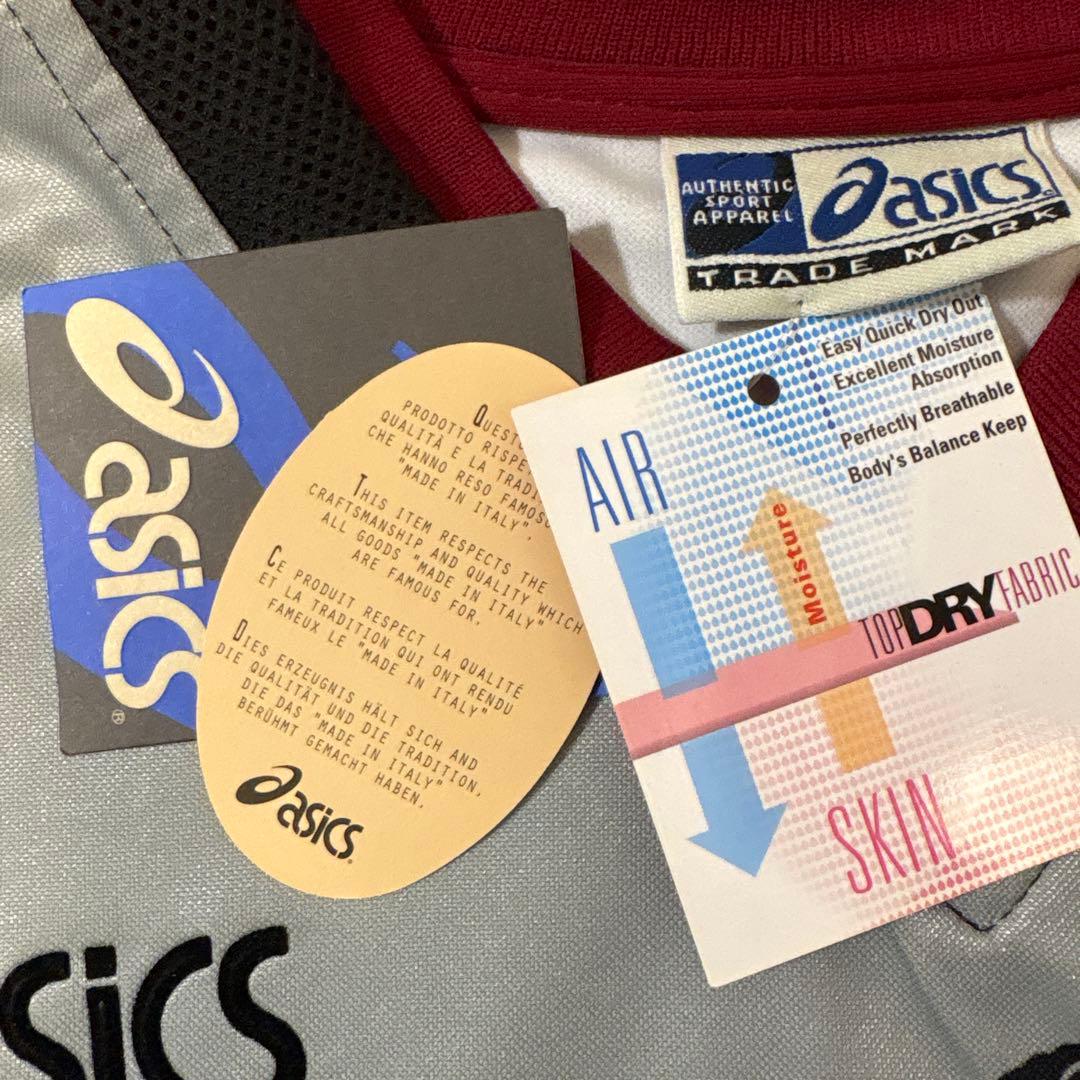 AUTHENTIC
SPORT
APPAREL
asics
TRADE MARK
asics®
QUESTO
PRODOTTO
QUALITÀ E LA
CHE HANNO RESO FAMOSO
"MADE IN ITALY".
THIS ITEM RESPECTS THE
CRAFTSMANSHIP AND QUALITY WHICH
ALL GOODS "MADE IN ITALY"
ARE FAMOUS FOR.
CE PRODUIT RESPECT LA QUALITÉ
ET LA TRADITION QUI ONT RENDU
FAMEUX LE "MADE IN ITALY"
DIES ERZEUGNIS HÄLT SICH AND
DIE QUALITÄT UND DIE TRADITION,
DIE DAS "MADE IN ITALY"
BERÜHMT GEMACHT HABEN.
asics
Easy Quick Dry Out
Excellent Moisture
Absorption
Perfectly Breathable
Body's Balance Keep
AIR
Moisture
TOPDRYFABRIC
SKIN
sics